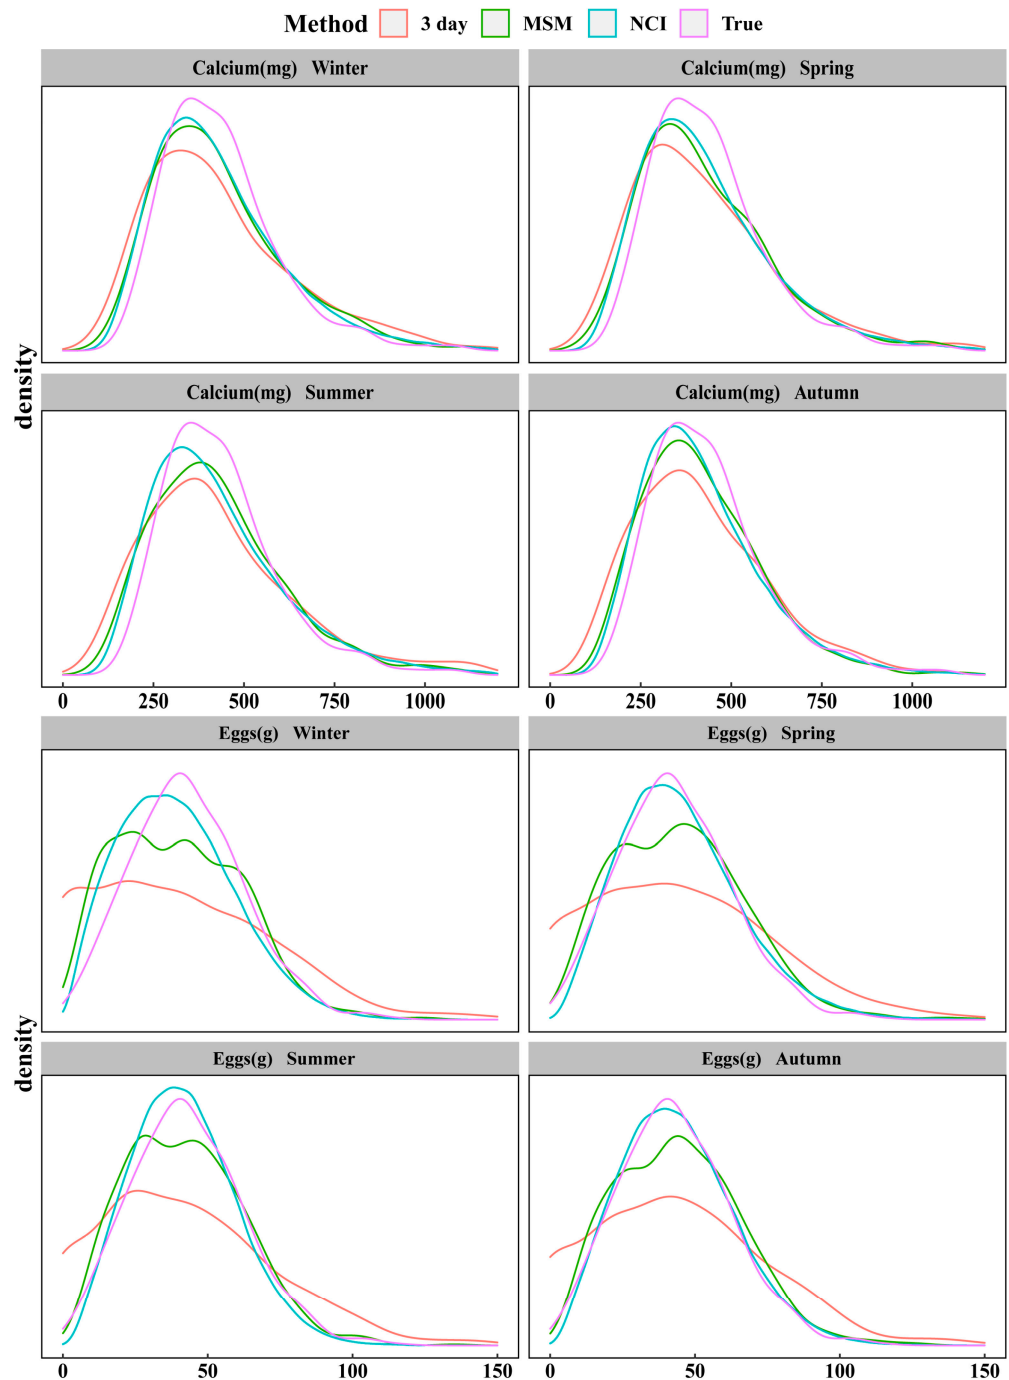 Method 3 day MSM NCI True
Calcium(mg) Winter
Calcium(mg) Spring
density
Calcium(mg) Summer
Calcium(mg) Autumn
0 250 500 750 1000
0 250 500 750 1000
Eggs(g) Winter
Eggs(g) Spring
density
Eggs(g) Summer
Eggs(g) Autumn
0 50 100 150
0 50 100 150